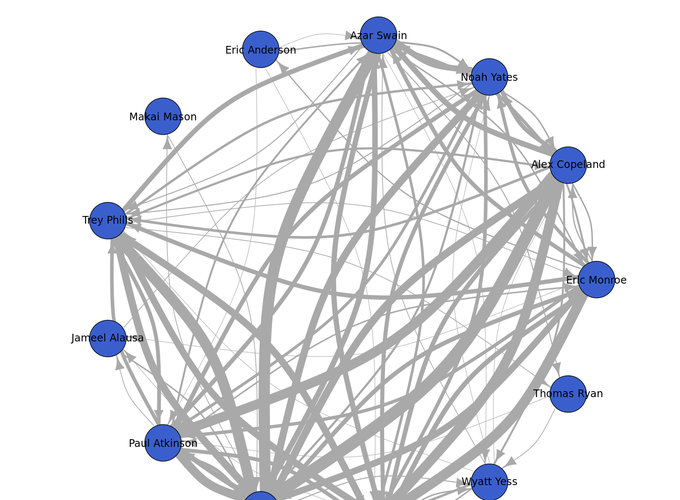 Azar Swain
Eric Anderson
Noah Yates
Makai Mason
Alex Copeland
Trey Phills
Eric Monroe
Jameel Alausa
Thomas Ryan
Paul Atkinson
Wyatt Yess